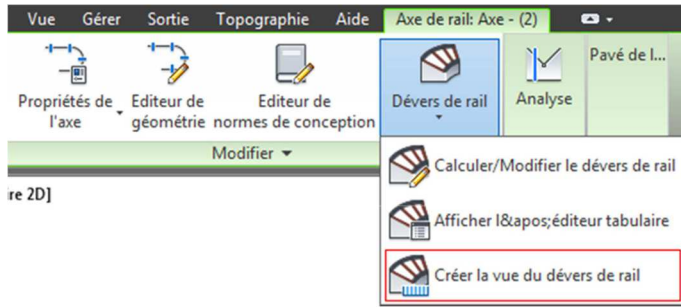 Vue Gérer Sortie Topographie Aide Axe de rail: Axe - (2)
Propriétés de l'axe
Editeur de géométrie
Editeur de normes de conception
Dévers de rail
Analyse
Pavé de l...
Modifier
re 2D]
Calculer/Modifier le dévers de rail
Afficher l&apos;éditeur tabulaire
Créer la vue du dévers de rail